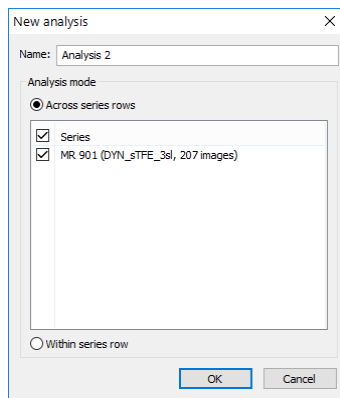 New analysis
Name: Analysis 2
Analysis mode
Across series rows
Series
MR 901 (DYN_sTFE_3sl, 207 images)
Within series row
OK Cancel